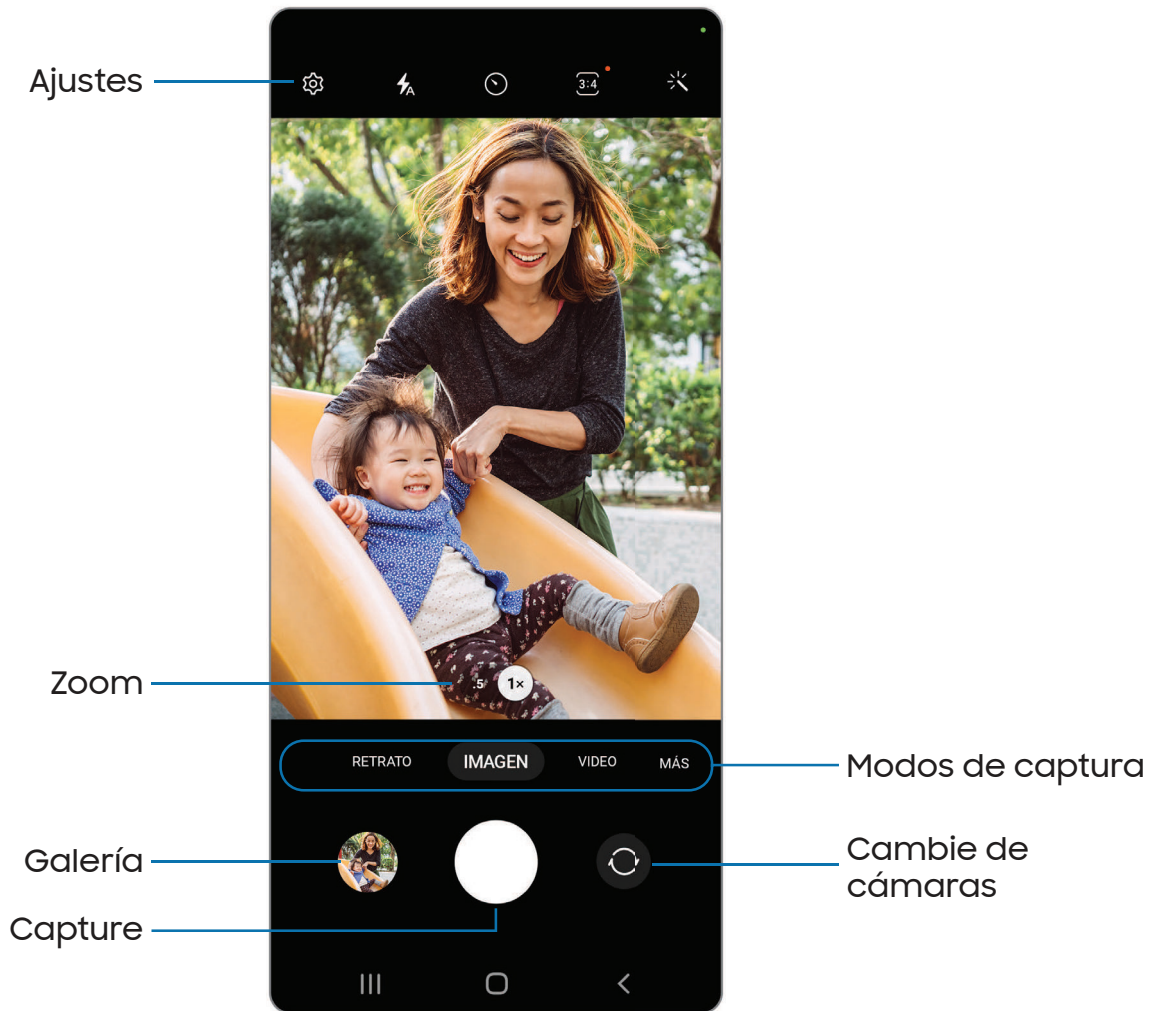 Ajustes
A
3:4
Zoom
.5 1×
RETRATO IMAGEN VIDEO MÁS
Modos de captura
Galería
Cambie de
cámaras
Capture